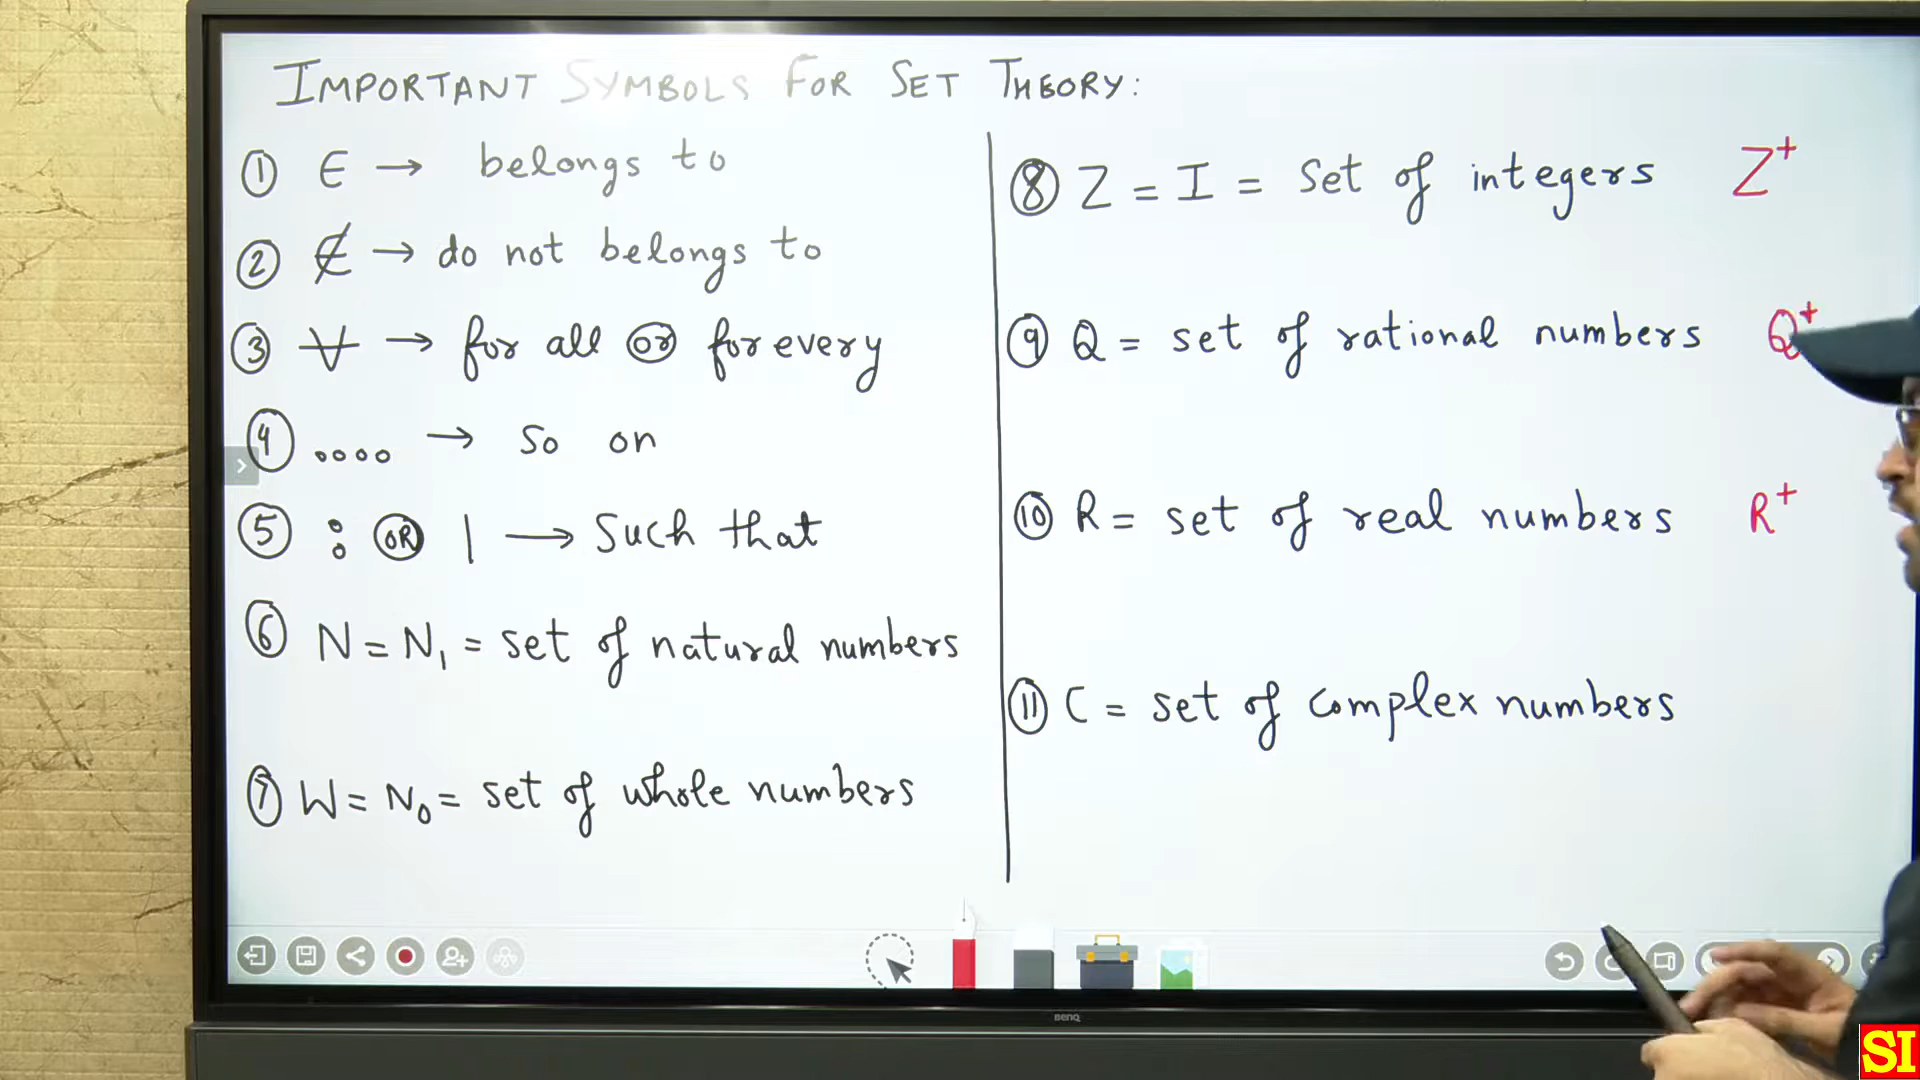 IMPORTANT SYMBOLS FOR SET THEORY:
① ∈ → belongs to
② ∉ → do not belongs to
③ ∀ → for all OR for every
④ .... → So on
⑤ : OR | → Such that
⑥ N = N₁ = set of natural numbers
⑦ W = N₀ = set of whole numbers
⑧ Z = I = Set of integers Z⁺
⑨ Q = set of rational numbers Q⁺
⑩ R = set of real numbers R⁺
⑪ C = set of complex numbers
BENQ
SI